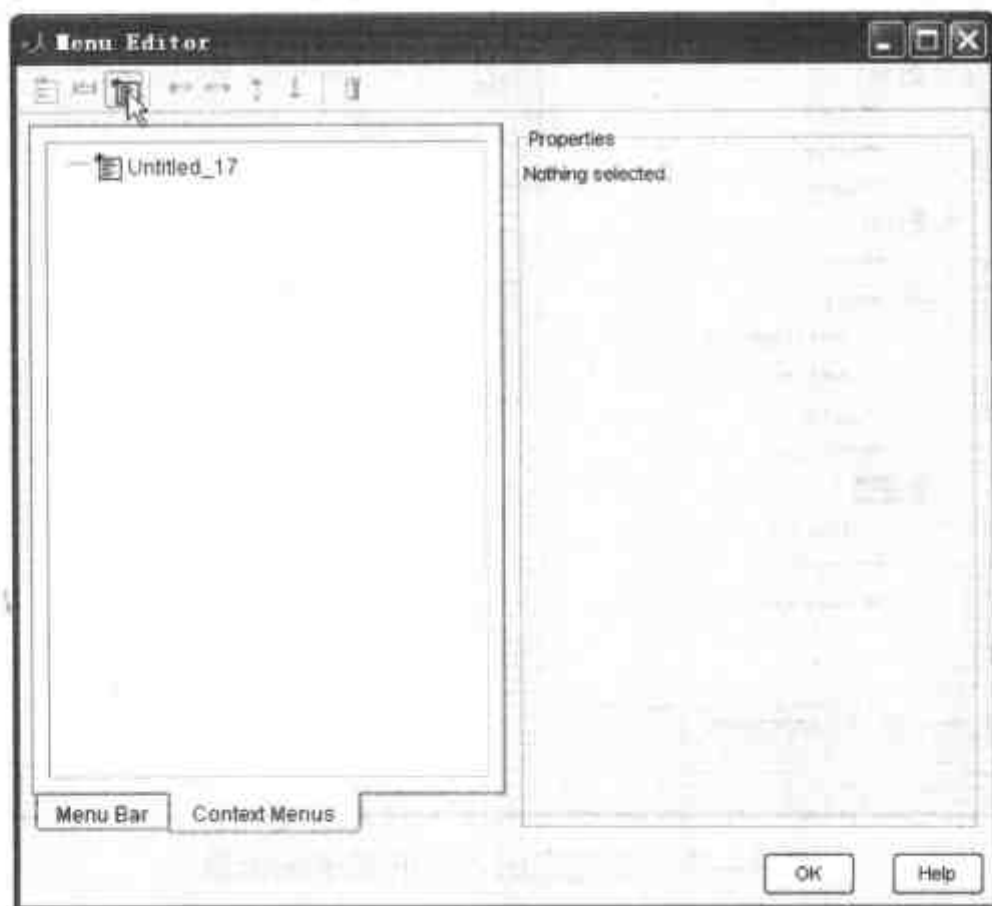 Menu Editor
Untitled_17
Properties
Nothing selected.
Menu Bar
Context Menus
OK
Help